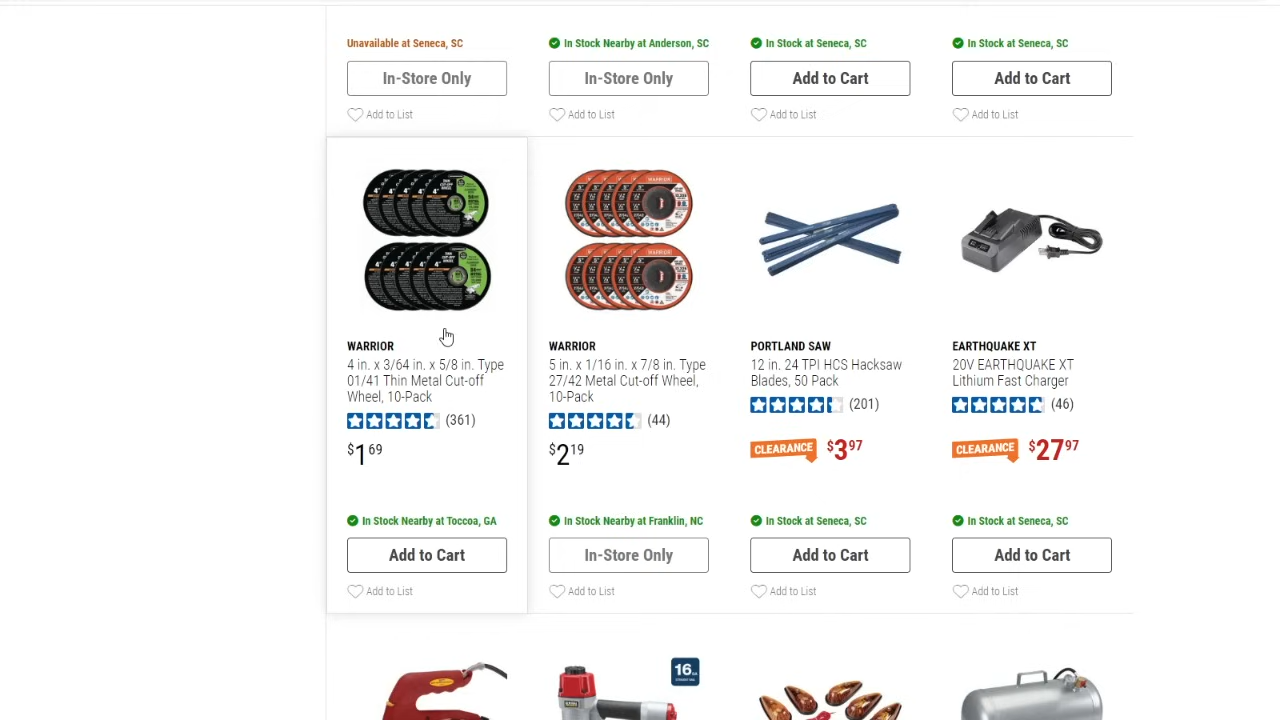 Unavailable at Seneca, SC
In Stock Nearby at Anderson, SC
In Stock at Seneca, SC
In Stock at Seneca, SC
In-Store Only
In-Store Only
Add to Cart
Add to Cart
Add to List
Add to List
Add to List
Add to List
WARRIOR
4 in. x 3/64 in. x 5/8 in. Type
01/41 Thin Metal Cut-off
Wheel, 10-Pack
(361)
$1 69
In Stock Nearby at Toccoa, GA
Add to Cart
Add to List
WARRIOR
WARRIOR
5 in. x 1/16 in. x 7/8 in. Type
27/42 Metal Cut-off Wheel,
10-Pack
(44)
$2 19
In Stock Nearby at Franklin, NC
In-Store Only
Add to List
PORTLAND SAW
12 in. 24 TPI HCS Hacksaw
Blades, 50 Pack
(201)
CLEARANCE
$3 97
In Stock at Seneca, SC
Add to Cart
Add to List
EARTHQUAKE XT
20V EARTHQUAKE XT
Lithium Fast Charger
(46)
CLEARANCE
$27 97
In Stock at Seneca, SC
Add to Cart
Add to List
16